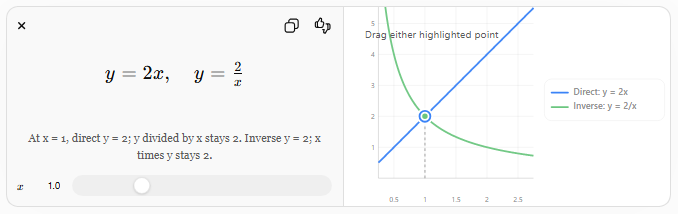 y = 2x,    y = 2/x
At x = 1, direct y = 2; y divided by x stays 2. Inverse y = 2; x
times y stays 2.
x 1.0
Drag either highlighted point
5
4
3
2
1
0.5 1 1.5 2 2.5
Direct: y = 2x
Inverse: y = 2/x